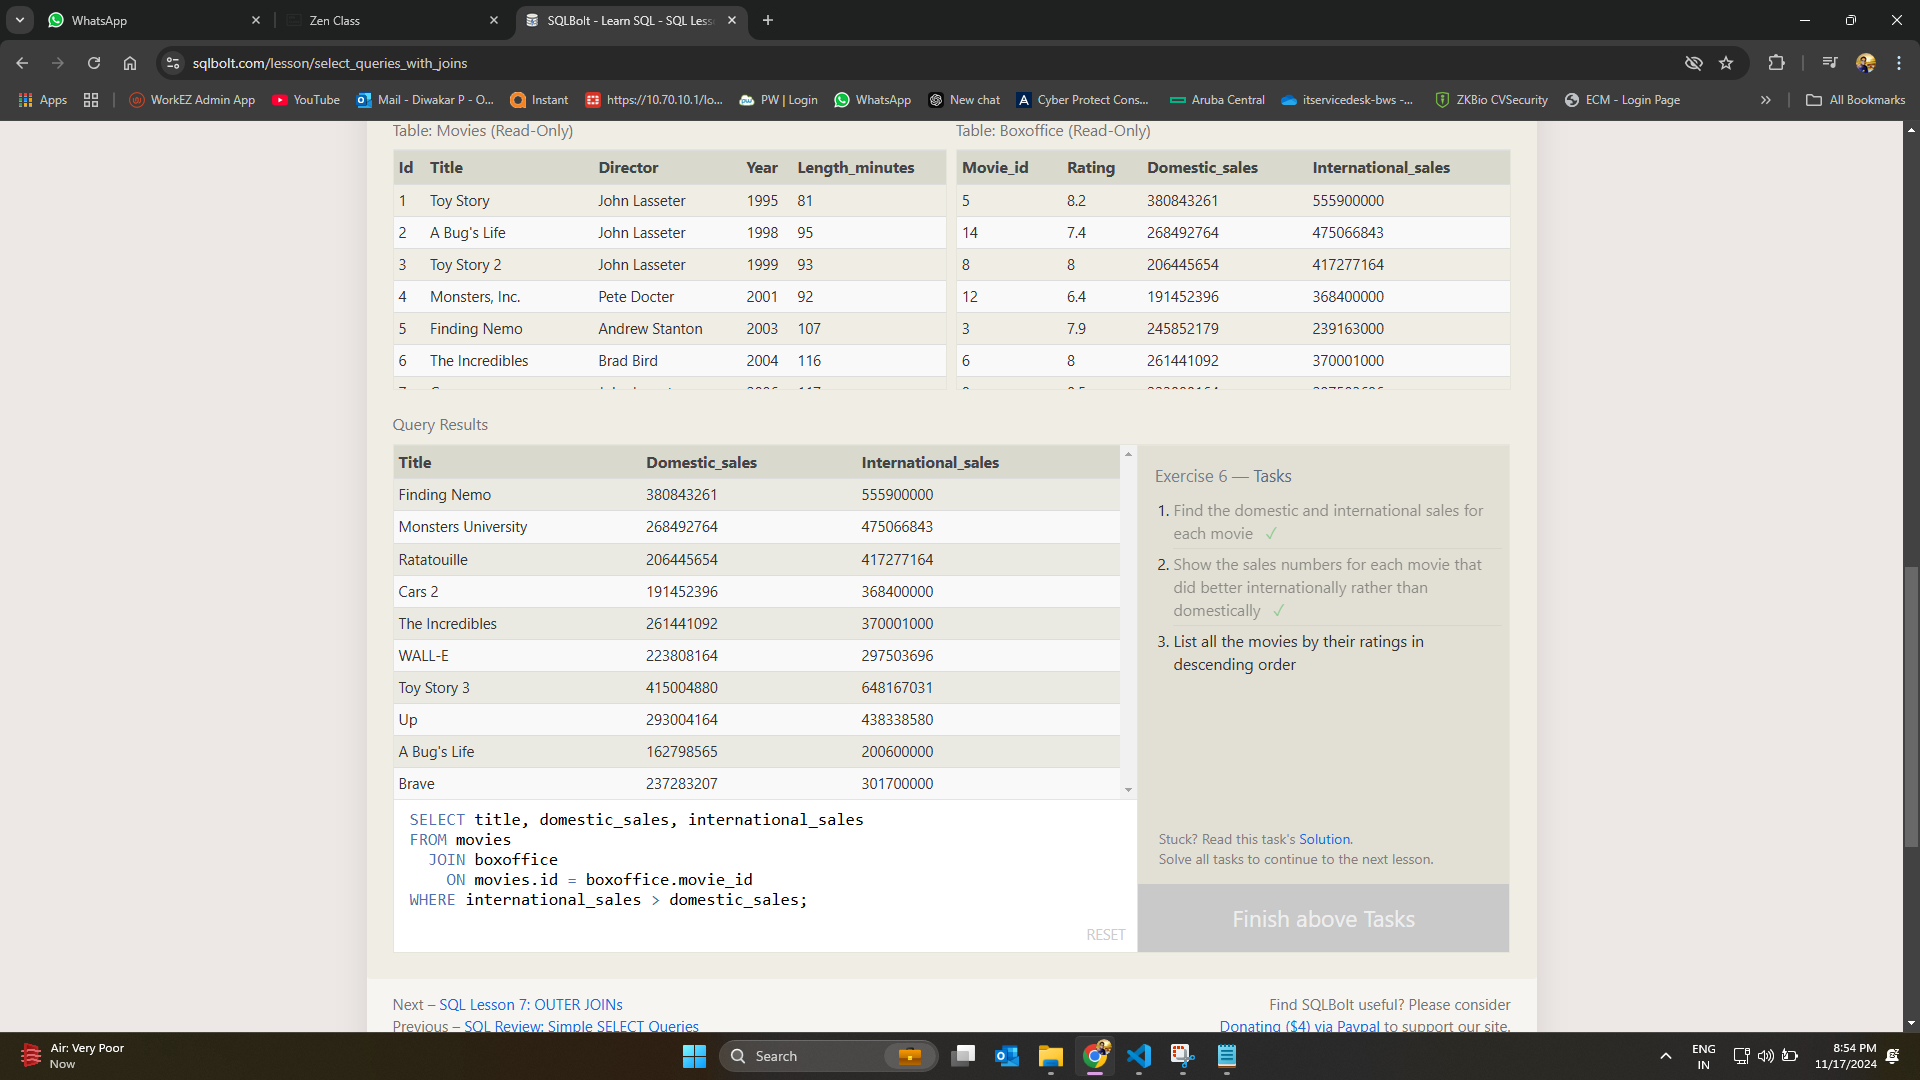 WhatsApp
Zen Class
SQLBolt - Learn SQL - SQL Less
sqlbolt.com/lesson/select_queries_with_joins
Apps WorkEZ Admin App YouTube Mail - Diwakar P - O... Instant https://10.70.10.1/lo... PW | Login WhatsApp New chat Cyber Protect Cons... Aruba Central itservicedesk-bws -... ZKBio CVSecurity ECM - Login Page » All Bookmarks
Table: Movies (Read-Only)
Id Title Director Year Length_minutes
1 Toy Story John Lasseter 1995 81
2 A Bug's Life John Lasseter 1998 95
3 Toy Story 2 John Lasseter 1999 93
4 Monsters, Inc. Pete Docter 2001 92
5 Finding Nemo Andrew Stanton 2003 107
6 The Incredibles Brad Bird 2004 116
Table: Boxoffice (Read-Only)
Movie_id Rating Domestic_sales International_sales
5 8.2 380843261 555900000
14 7.4 268492764 475066843
8 8 206445654 417277164
12 6.4 191452396 368400000
3 7.9 245852179 239163000
6 8 261441092 370001000
Query Results
Title Domestic_sales International_sales
Finding Nemo 380843261 555900000
Monsters University 268492764 475066843
Ratatouille 206445654 417277164
Cars 2 191452396 368400000
The Incredibles 261441092 370001000
WALL-E 223808164 297503696
Toy Story 3 415004880 648167031
Up 293004164 438338580
A Bug's Life 162798565 200600000
Brave 237283207 301700000
SELECT title, domestic_sales, international_sales
FROM movies
JOIN boxoffice
ON movies.id = boxoffice.movie_id
WHERE international_sales > domestic_sales;
RESET
Exercise 6 — Tasks
1. Find the domestic and international sales for
each movie ✓
2. Show the sales numbers for each movie that
did better internationally rather than
domestically ✓
3. List all the movies by their ratings in
descending order
Stuck? Read this task's Solution.
Solve all tasks to continue to the next lesson.
Finish above Tasks
Next – SQL Lesson 7: OUTER JOINs
Previous – SQL Review: Simple SELECT Queries
Find SQLBolt useful? Please consider
Donating ($4) via Paypal to support our site.
Air: Very Poor
Now
Search
ENG
IN
8:54 PM
11/17/2024